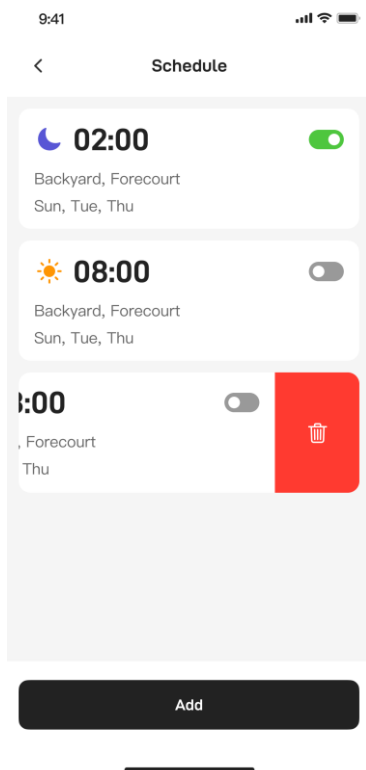 9:41
Schedule
02:00
Backyard, Forecourt
Sun, Tue, Thu
08:00
Backyard, Forecourt
Sun, Tue, Thu
:00
, Forecourt
Thu
Add